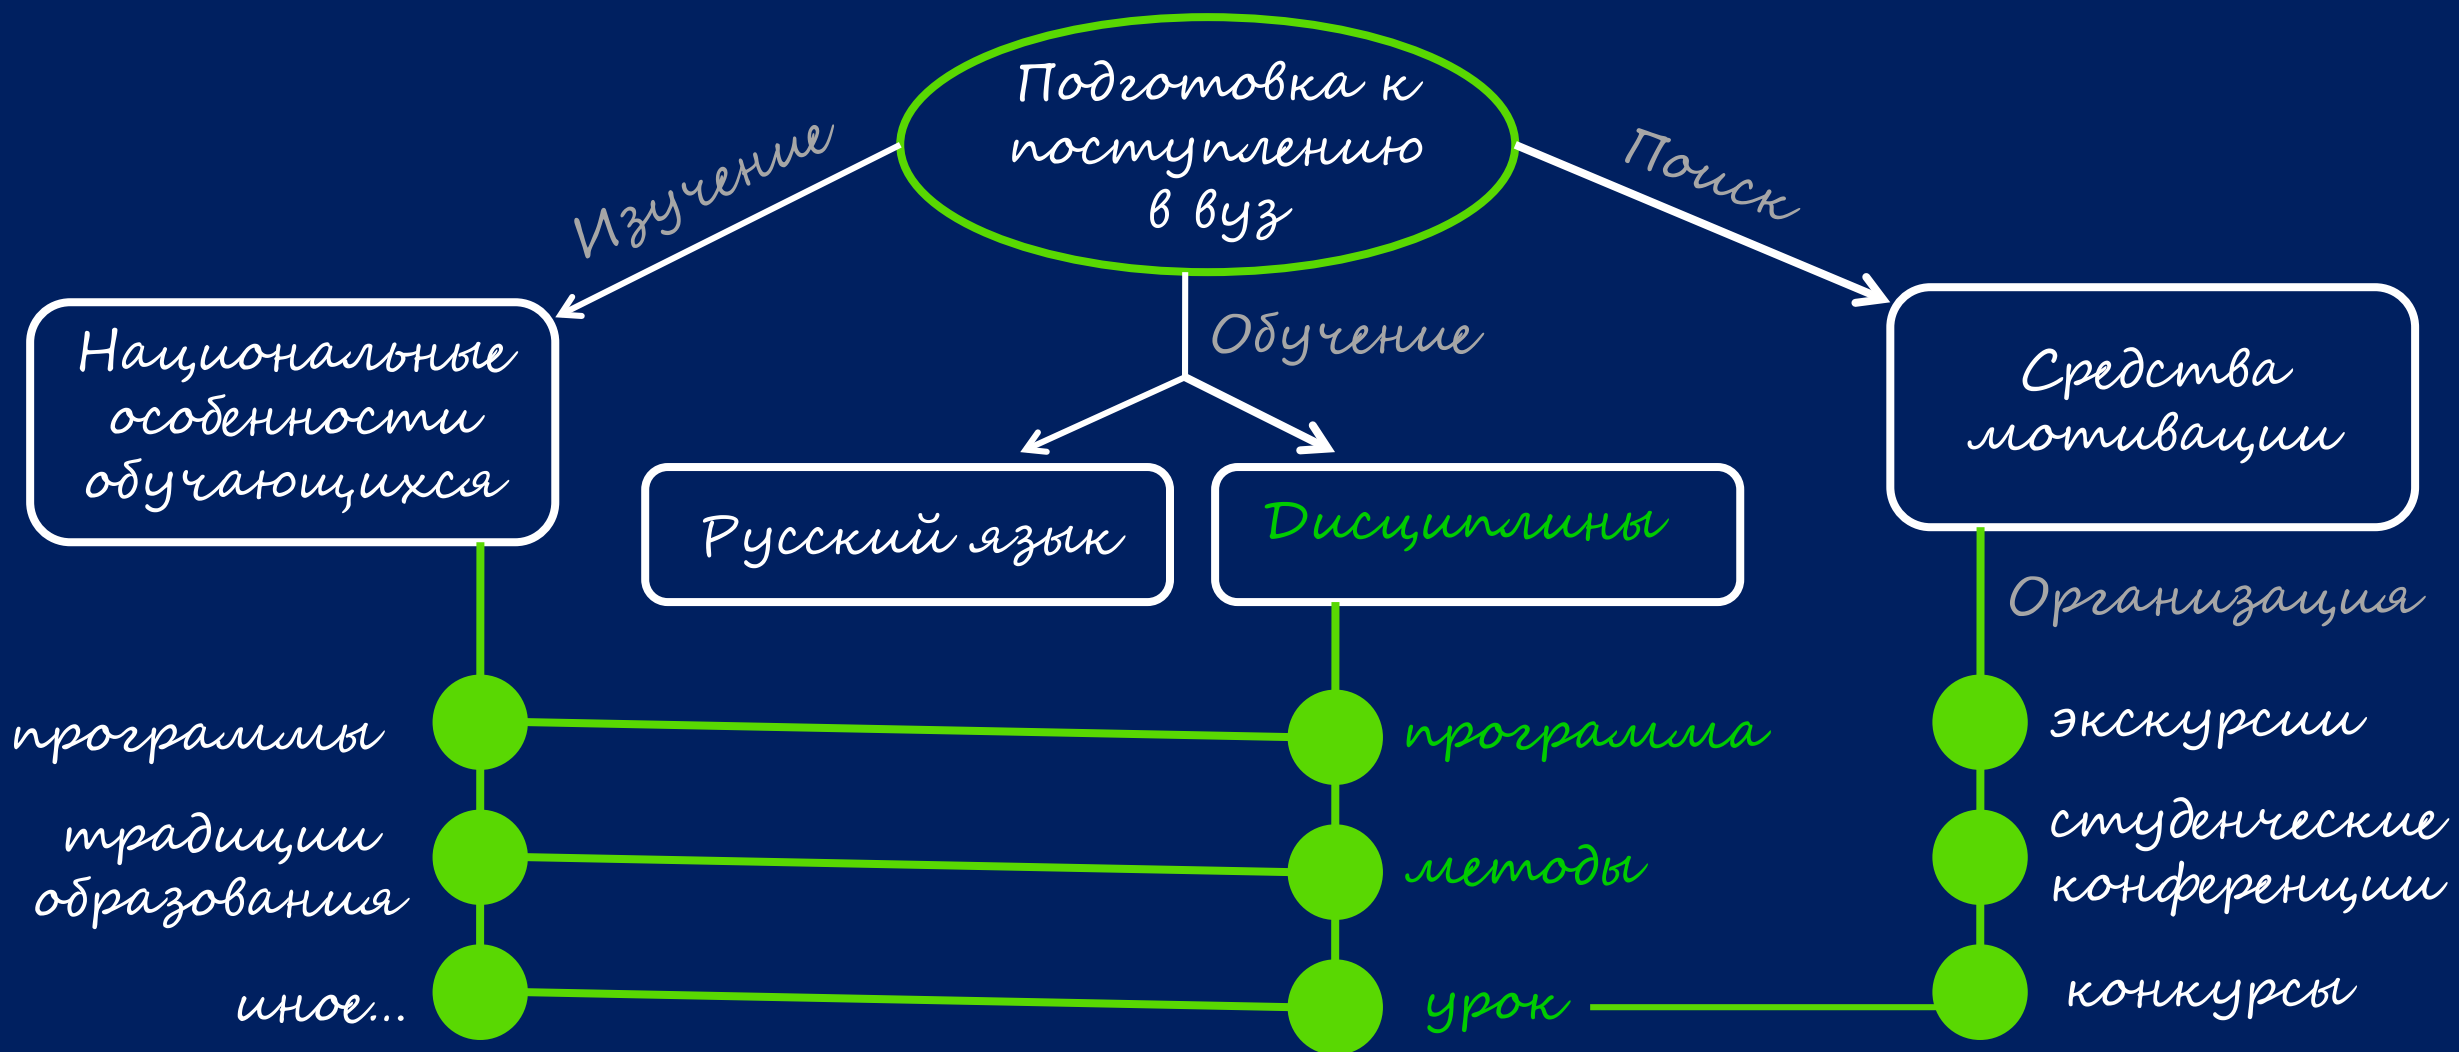 Подготовка к
поступлению
в вуз
Изучение
Поиск
Обучение
Национальные
особенности
обучающихся
Средства
мотивации
Русский язык
Дисциплины
Организация
программы
программа
экскурсии
традиции
образования
методы
студенческие
конференции
иное...
урок
конкурсы